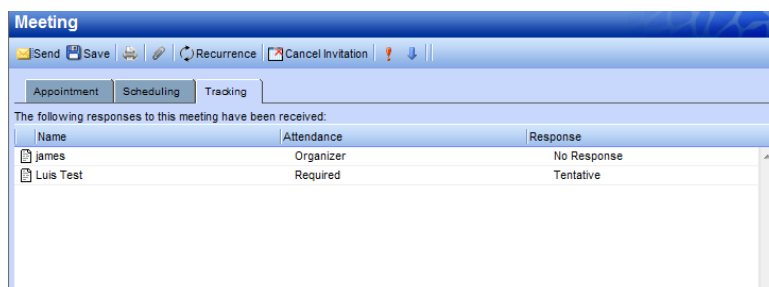 Meeting
Send Save Recurrence Cancel Invitation
Appointment Scheduling Tracking
The following responses to this meeting have been received:
Name Attendance Response
james Organizer No Response
Luis Test Required Tentative